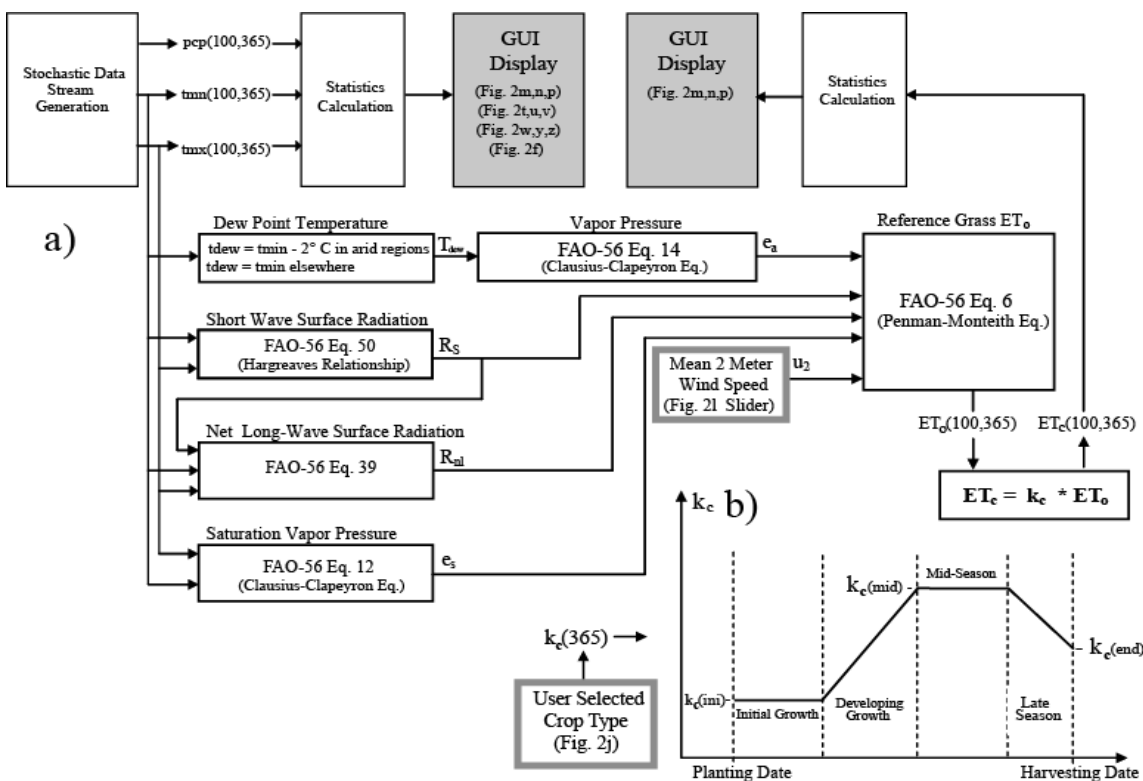 Stochastic Data
Stream
Generation
pcp(100,365)
tmn(100,365)
tmx(100,365)
Statistics
Calculation
GUI
Display
(Fig. 2m,n,p)
(Fig. 2t,u,v)
(Fig. 2w,y,z)
(Fig. 2f)
GUI
Display
(Fig. 2m,n,p)
Statistics
Calculation
a)
Dew Point Temperature
tdew = tmin - 2° C in arid regions
tdew = tmin elsewhere
Tdew
Vapor Pressure
FAO-56 Eq. 14
(Clausius-Clapeyron Eq.)
ea
Reference Grass ETo
FAO-56 Eq. 6
(Penman-Monteith Eq.)
Short Wave Surface Radiation
FAO-56 Eq. 50
(Hargreaves Relationship)
RS
Mean 2 Meter
Wind Speed
(Fig. 2l Slider)
u2
Net Long-Wave Surface Radiation
FAO-56 Eq. 39
Rnl
ETo(100,365)
ETc(100,365)
ETc = kc * ETo
Saturation Vapor Pressure
FAO-56 Eq. 12
(Clausius-Clapeyron Eq.)
es
kc(365)
User Selected
Crop Type
(Fig. 2j)
b)
kc
Mid-Season
kc(mid)
kc(end)
kc(ini)
Initial Growth
Developing
Growth
Late
Season
Planting Date
Harvesting Date